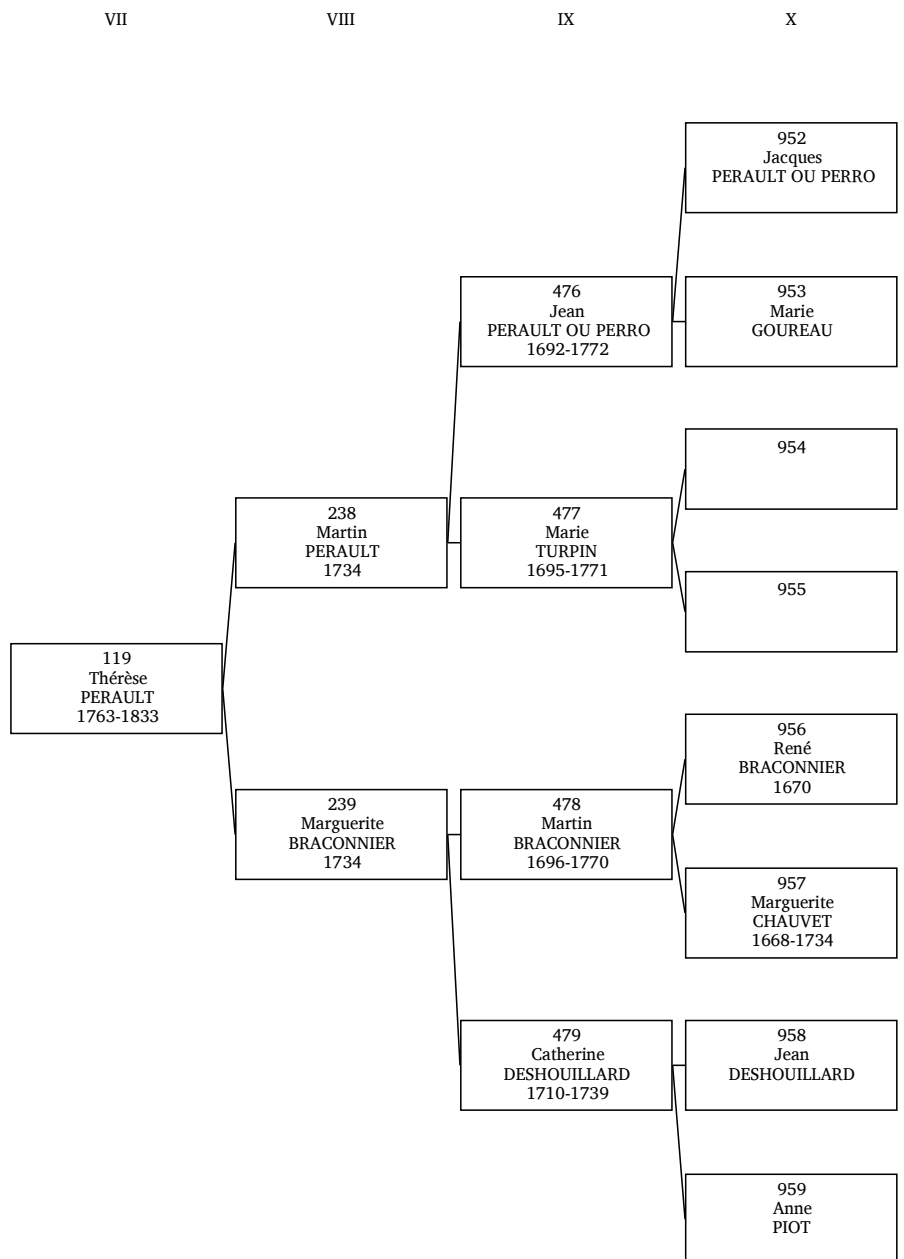 VII VIII IX X
952
Jacques
PERAULT OU PERRO
476
Jean
PERAULT OU PERRO
1692-1772
953
Marie
GOUREAU
954
238
Martin
PERAULT
1734
477
Marie
TURPIN
1695-1771
955
119
Thérèse
PERAULT
1763-1833
956
René
BRACONNIER
1670
239
Marguerite
BRACONNIER
1734
478
Martin
BRACONNIER
1696-1770
957
Marguerite
CHAUVET
1668-1734
479
Catherine
DESHOUILLARD
1710-1739
958
Jean
DESHOUILLARD
959
Anne
PIOT